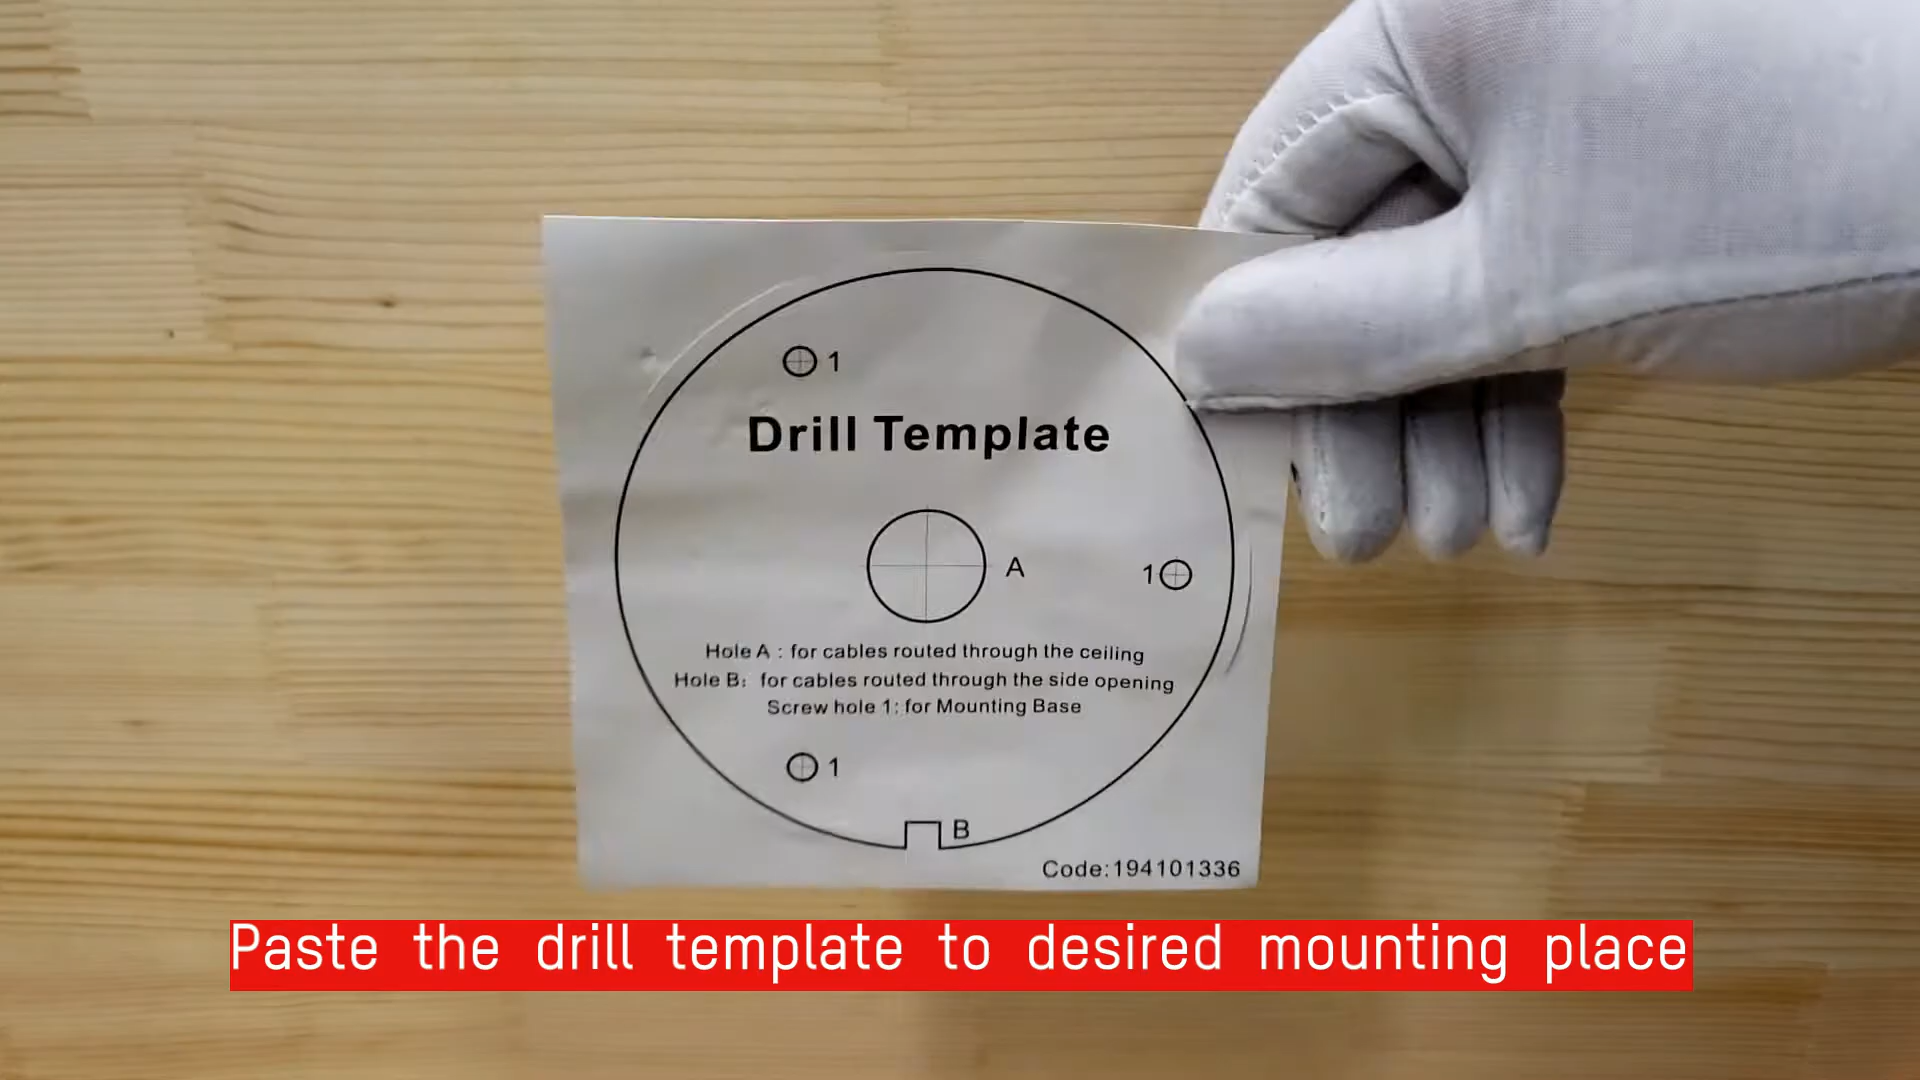 1
Drill Template
A
1
Hole A : for cables routed through the ceiling
Hole B: for cables routed through the side opening
Screw hole 1: for Mounting Base
1
B
Code:194101336
Paste the drill template to desired mounting place